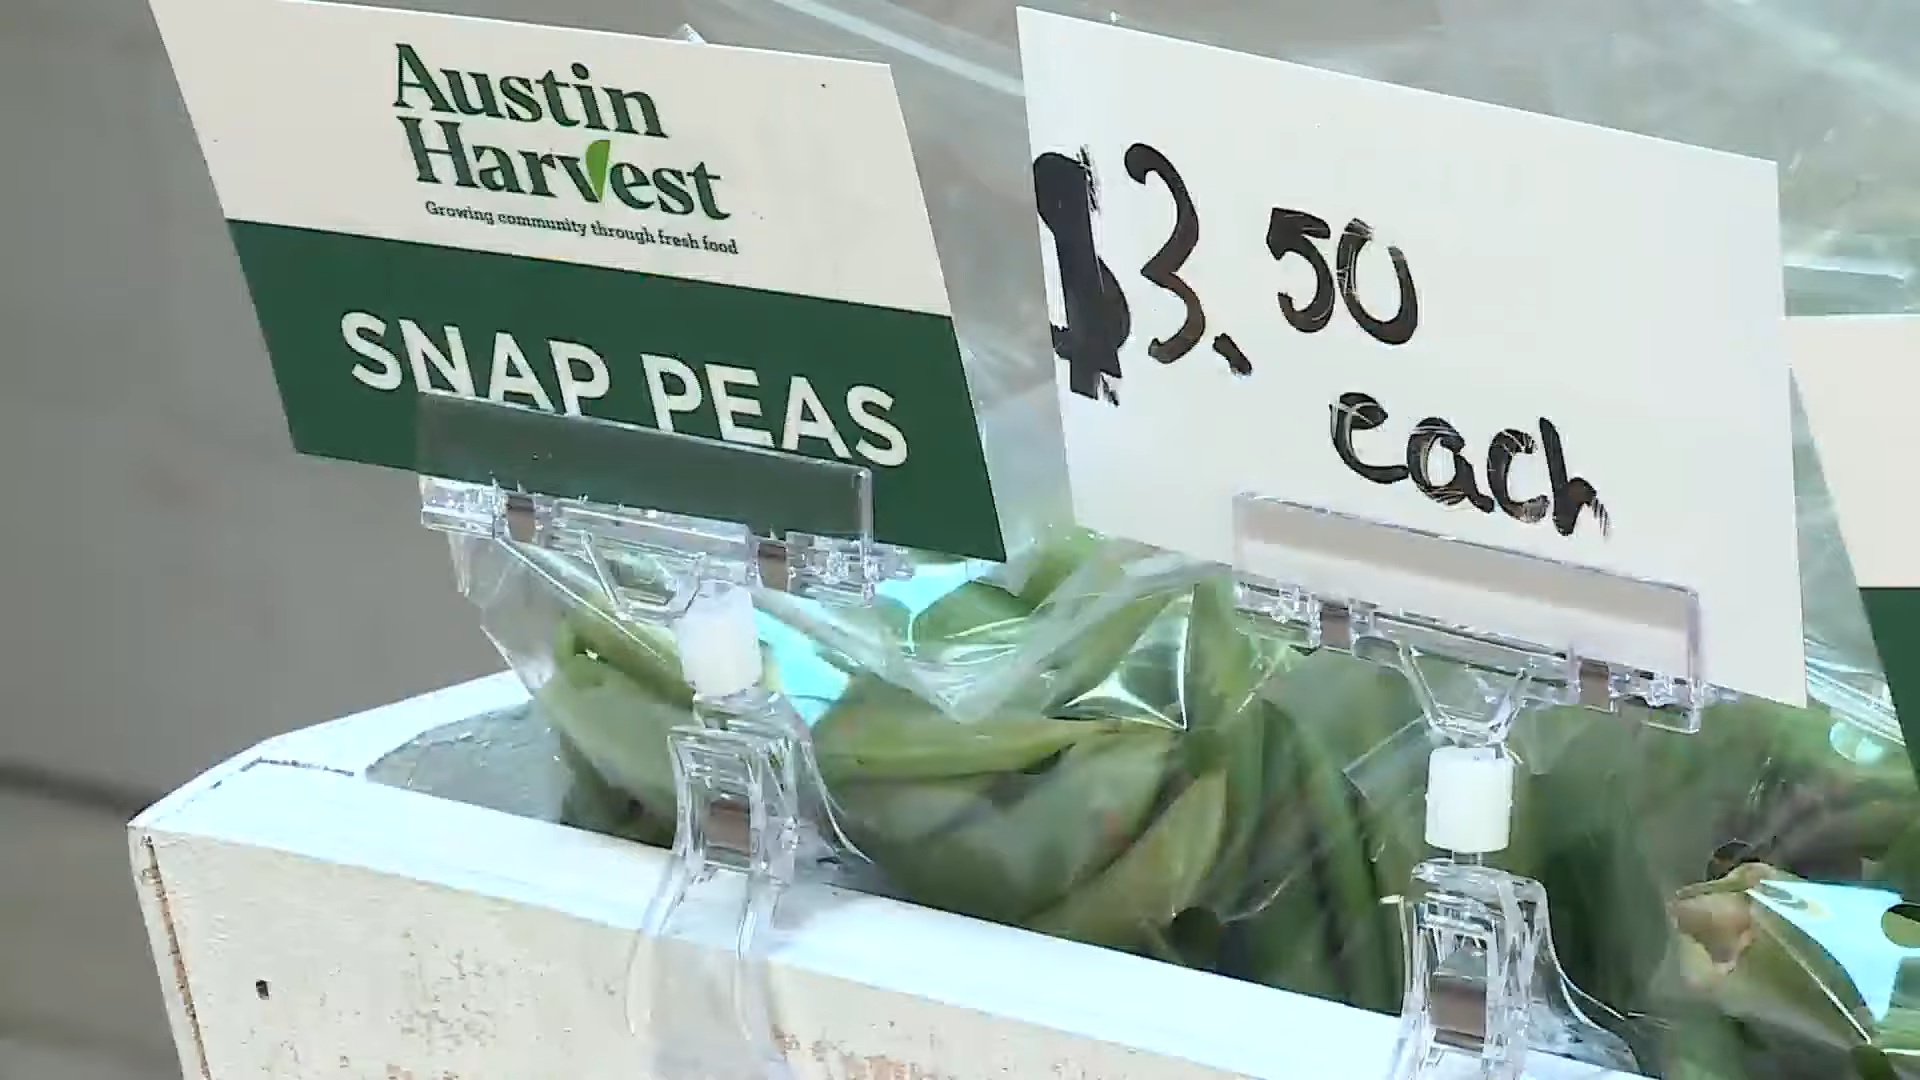 Austin
Harvest
Growing community through fresh food
SNAP PEAS
$3.50
each